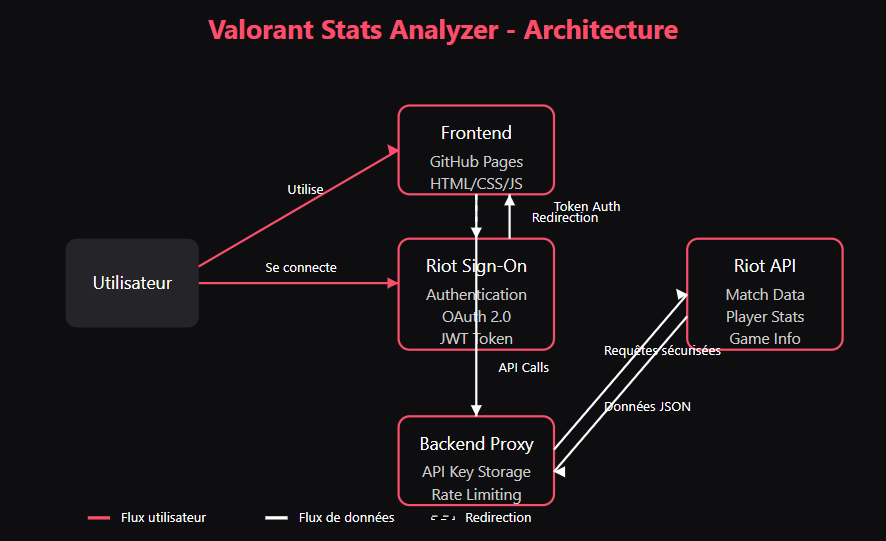 Valorant Stats Analyzer - Architecture
Frontend
GitHub Pages
HTML/CSS/JS
Utilise
Token Auth
Redirection
Utilisateur
Se connecte
Riot Sign-On
Authentication
OAuth 2.0
JWT Token
Riot API
Match Data
Player Stats
Game Info
Requêtes sécurisées
API Calls
Données JSON
Backend Proxy
API Key Storage
Rate Limiting
Flux utilisateur
Flux de données
Redirection